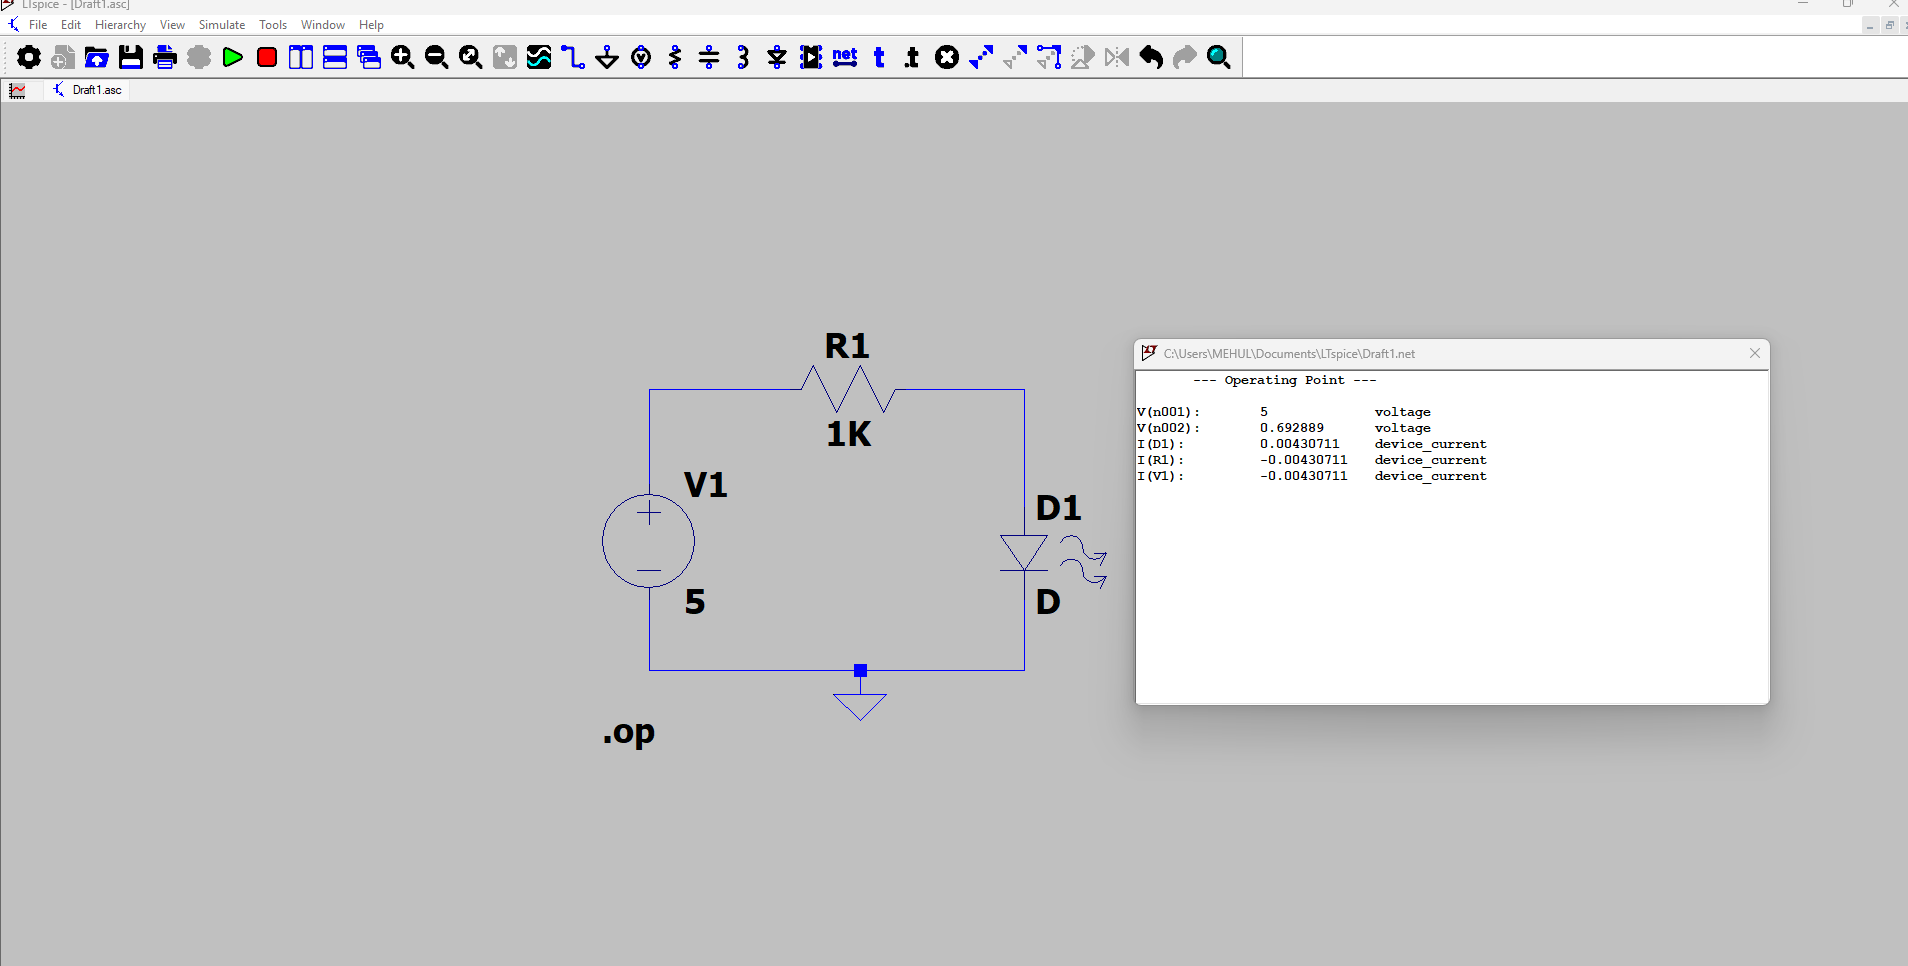 LTspice - [Draft1.asc]
File Edit Hierarchy View Simulate Tools Window Help
net t .t
Draft1.asc
R1
1K
V1
5
D1
D
.op
C:\Users\MEHUL\Documents\LTspice\Draft1.net
--- Operating Point ---
V(n001): 5 voltage
V(n002): 0.692889 voltage
I(D1): 0.00430711 device_current
I(R1): -0.00430711 device_current
I(V1): -0.00430711 device_current